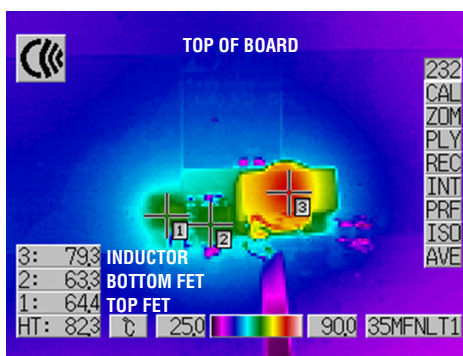 TOP OF BOARD
232
CAL
ZOM
PLY
REC
INT
PRF
ISO
AVE
3
1
2
3: 79.3 INDUCTOR
2: 63.3 BOTTOM FET
1: 64.4 TOP FET
HT: 82.3 °C 25.0 90.0 35MFNLT1